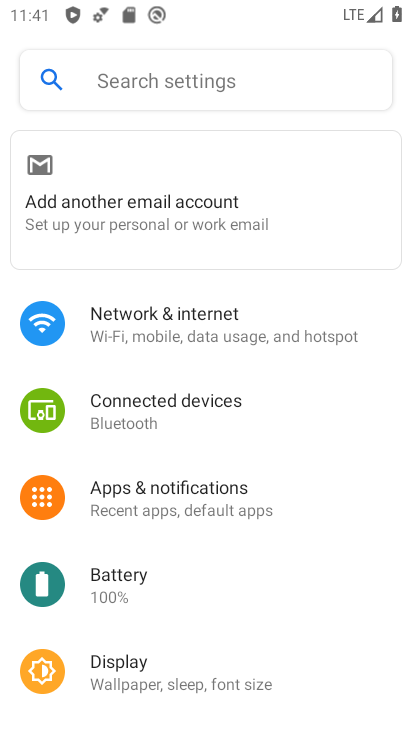 11:41
LTE
Search settings
Add another email account
Set up your personal or work email
Network & internet
Wi-Fi, mobile, data usage, and hotspot
Connected devices
Bluetooth
Apps & notifications
Recent apps, default apps
Battery
100%
Display
Wallpaper, sleep, font size